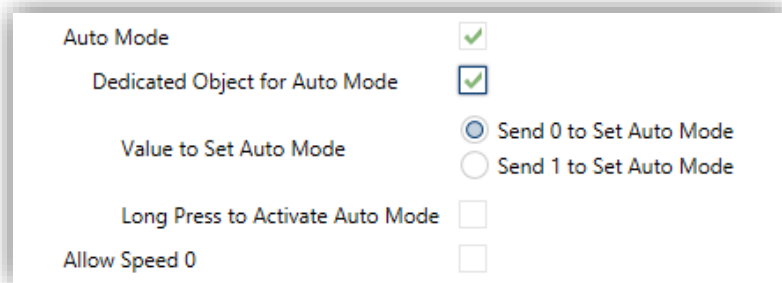 Auto Mode
Dedicated Object for Auto Mode
Value to Set Auto Mode
Send 0 to Set Auto Mode
Send 1 to Set Auto Mode
Long Press to Activate Auto Mode
Allow Speed 0